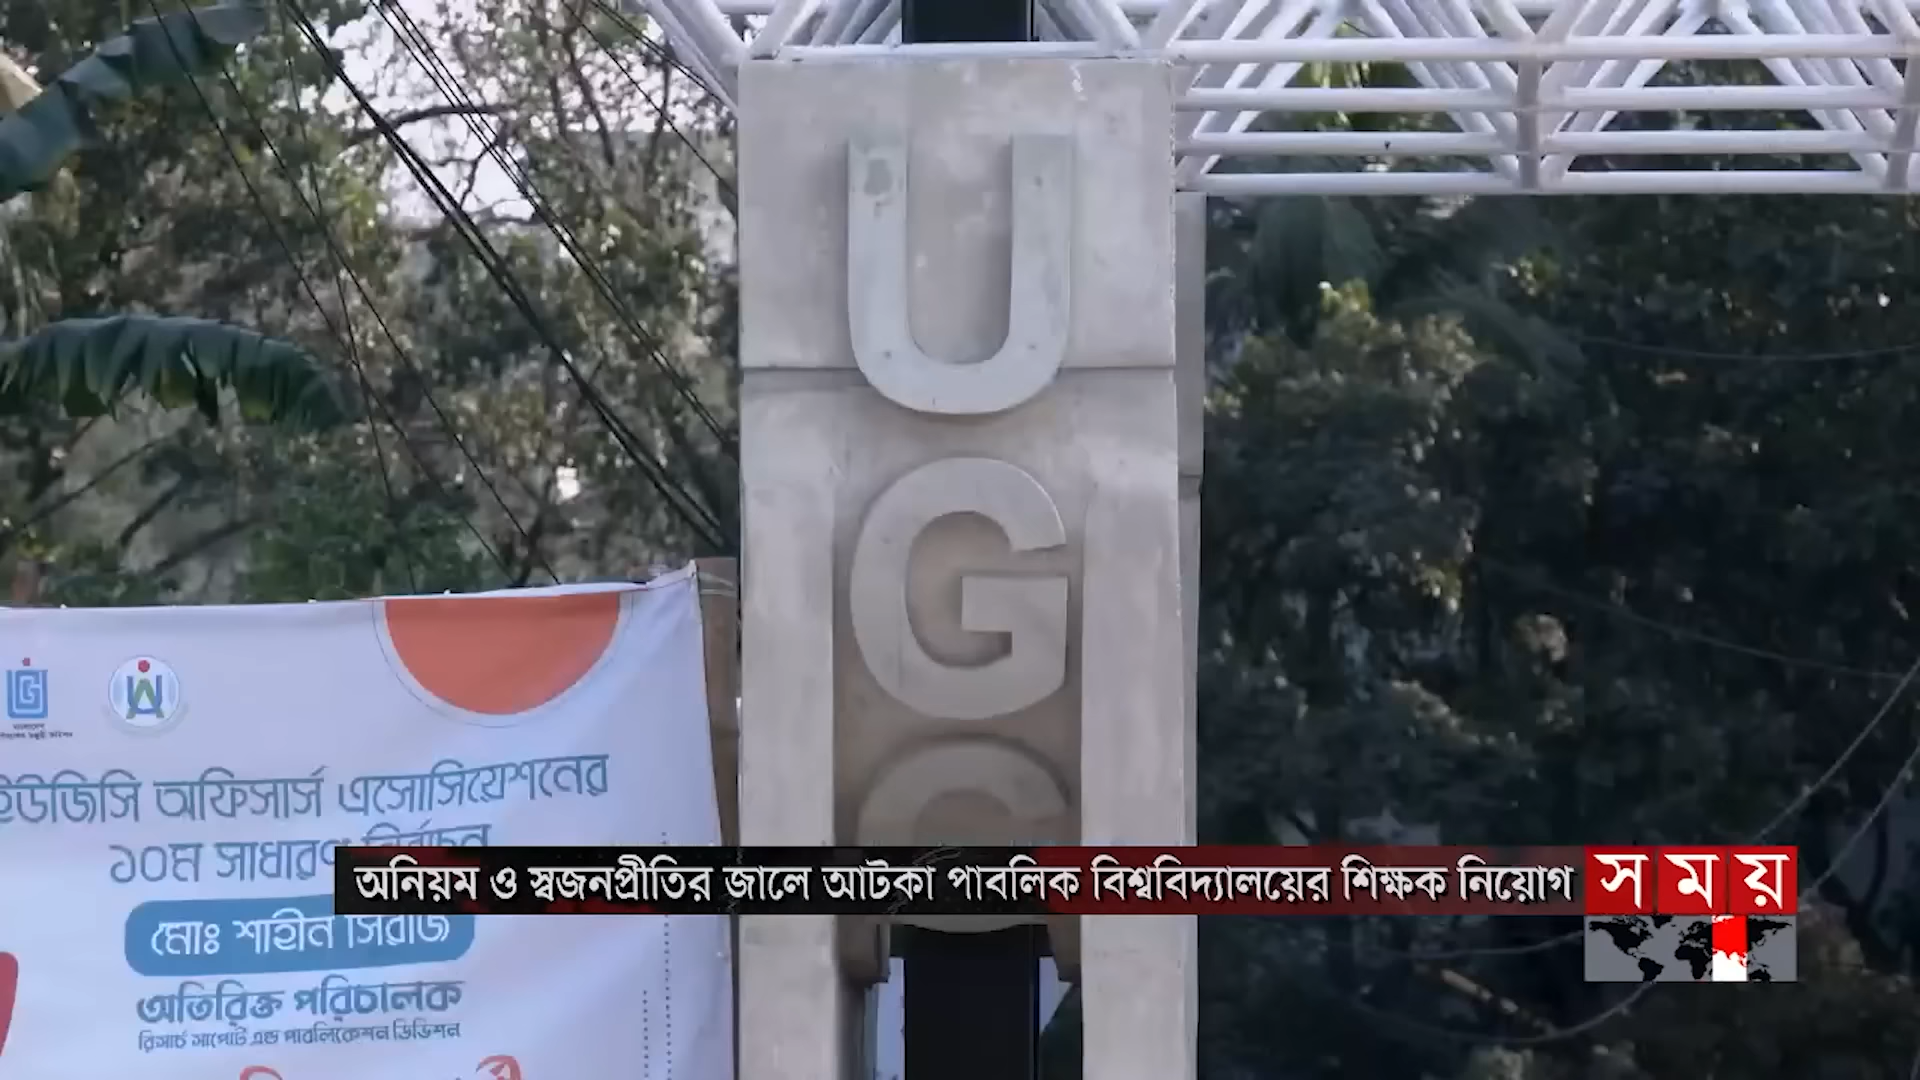 U
G
C
ইউজিসি অফিসার্স এসোসিয়েশনের
১০ম সাধারণ নির্বাচন
মোঃ শাহীন সিরাজ
অতিরিক্ত পরিচালক
রিসার্চ সাপোর্ট এন্ড পাবলিকেশন ডিভিশন
অনিয়ম ও স্বজনপ্রীতির জালে আটকা পাবলিক বিশ্ববিদ্যালয়ের শিক্ষক নিয়োগ
সময়